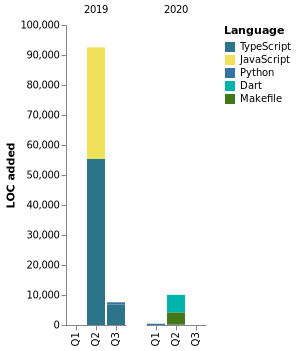 2019 2020
Language
TypeScript
JavaScript
Python
Dart
Makefile
LOC added
100,000
90,000
80,000
70,000
60,000
50,000
40,000
30,000
20,000
10,000
0
Q1 Q2 Q3 Q1 Q2 Q3